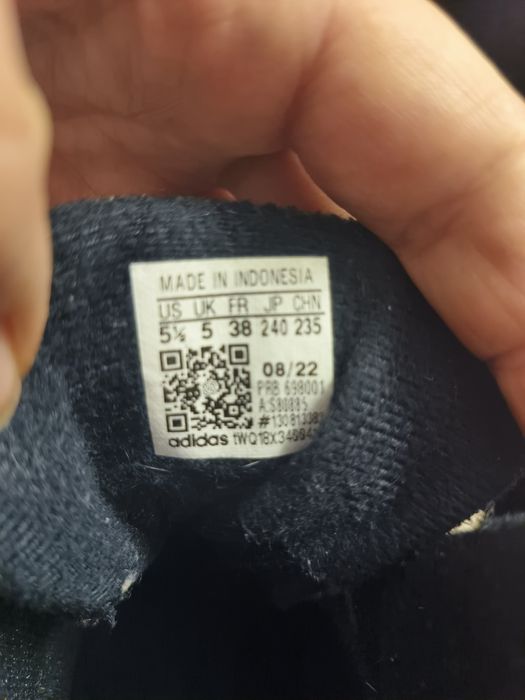 MADE IN INDONESIA
US UK FR JP CHN
5½ 5 38 240 235
08/22
PRB 698001
adidas